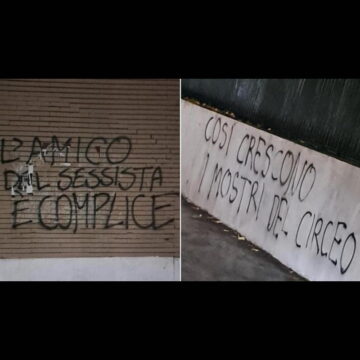 L'AMICO
DEL SESSISTA
È COMPLICE
COSÌ CRESCONO
I MOSTRI DEL CIRCEO